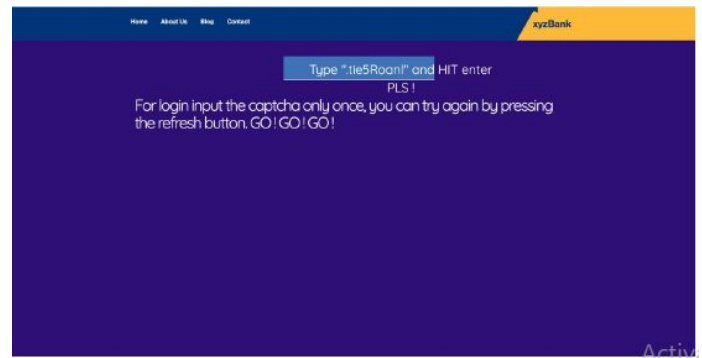 Home About Us Blog Contact
xyzBank
Type ".tie5Roanl" and HIT enter
PLS !
For login input the captcha only once, you can try again by pressing
the refresh button. GO ! GO ! GO !
Activ